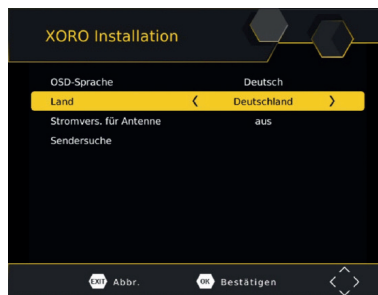 XORO Installation
OSD-Sprache Deutsch
Land Deutschland
Stromvers. für Antenne aus
Sendersuche
EXIT Abbr. OK Bestätigen